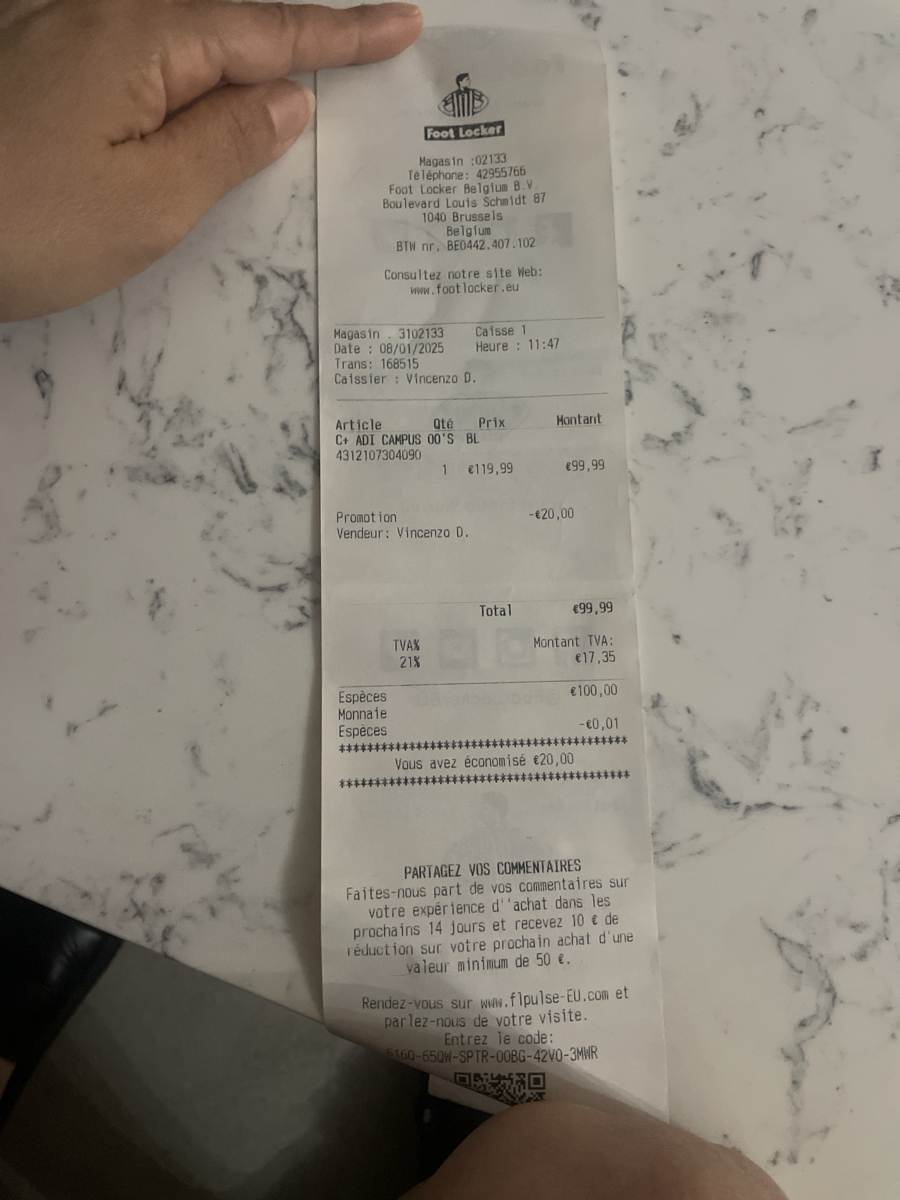 Foot Locker
Magasin :02133
Téléphone: 42955766
Foot Locker Belgium B.V.
Boulevard Louis Schmidt 87
1040 Brussels
Belgium
BTW nr. BE0442.407.102
Consultez notre site Web:
www.footlocker.eu
Magasin . 3102133 Caisse 1
Date : 08/01/2025 Heure : 11:47
Trans: 168515
Caissier : Vincenzo D.
Article Qté Prix Montant
C+ ADI CAMPUS 00'S BL
4312107304090
1 €119,99 €99,99
Promotion -€20,00
Vendeur: Vincenzo D.
Total €99,99
TVA% Montant TVA:
21% €17,35
Espèces €100,00
Monnaie
Espèces -€0,01
******************************************
Vous avez économisé €20,00
******************************************
PARTAGEZ VOS COMMENTAIRES
Faites-nous part de vos commentaires sur
votre expérience d''achat dans les
prochains 14 jours et recevez 10 € de
réduction sur votre prochain achat d'une
valeur minimum de 50 €.
Rendez-vous sur www.flpulse-EU.com et
parlez-nous de votre visite.
Entrez le code: